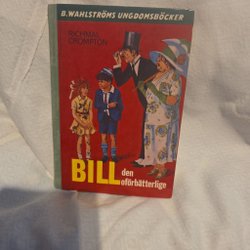 B. WAHLSTRÖMS UNGDOMSBÖCKER
RICHMAL
CROMPTON
BILL den
oförbätterlige